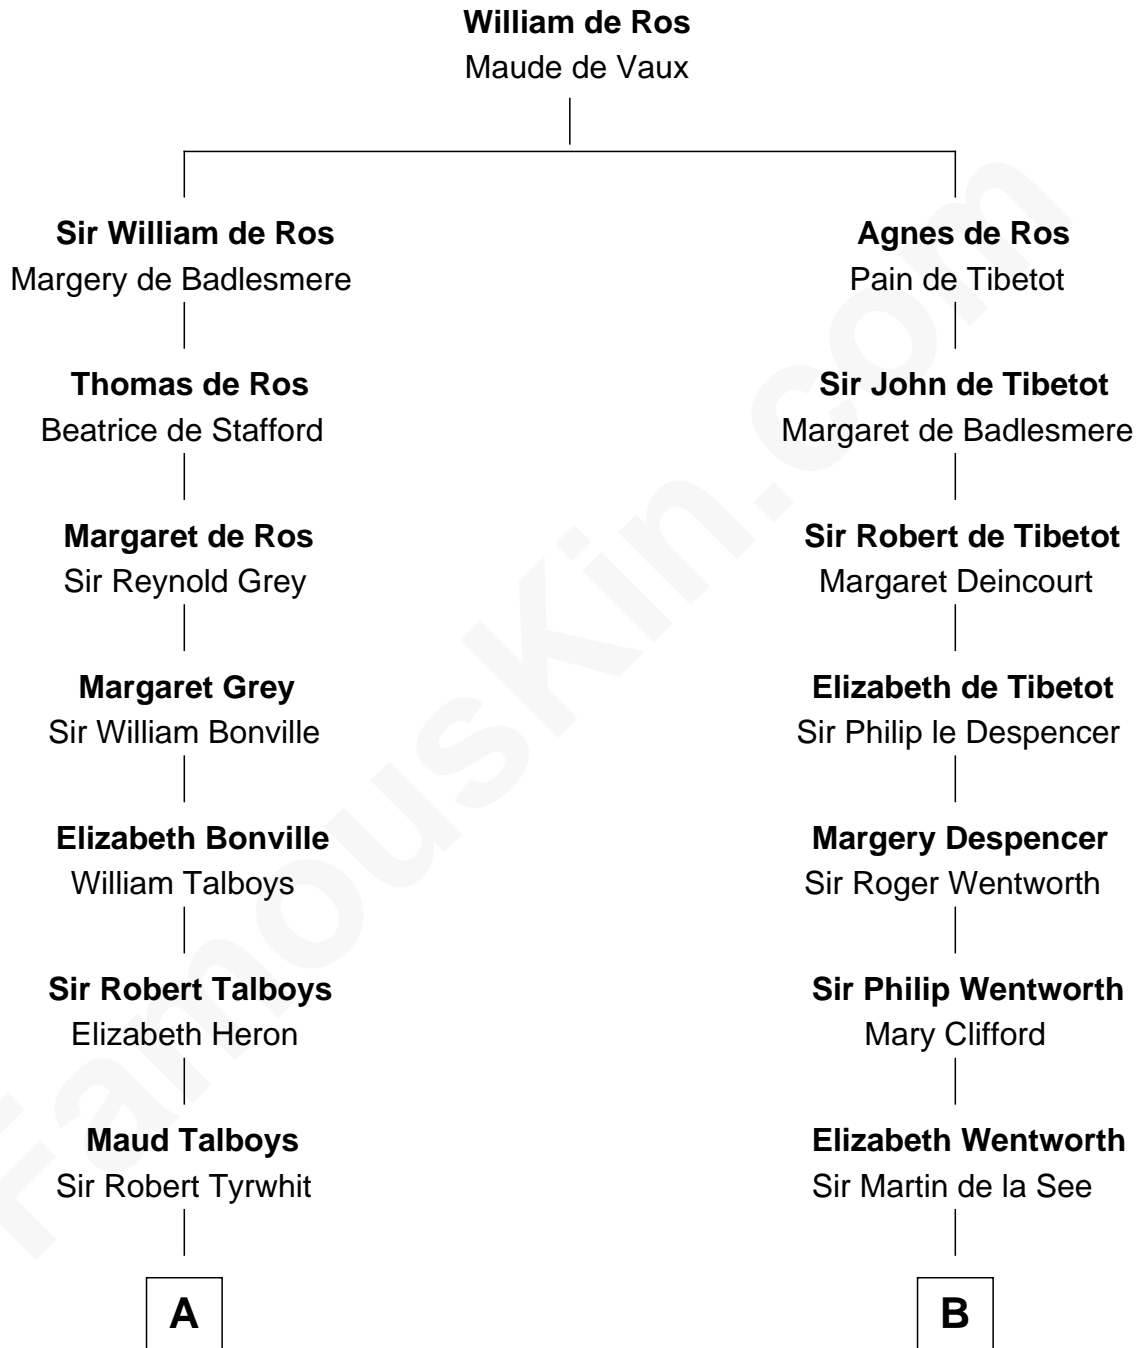 William de Ros
Maude de Vaux
Sir William de Ros
Margery de Badlesmere
Thomas de Ros
Beatrice de Stafford
Margaret de Ros
Sir Reynold Grey
Margaret Grey
Sir William Bonville
Elizabeth Bonville
William Talboys
Sir Robert Talboys
Elizabeth Heron
Maud Talboys
Sir Robert Tyrwhit
A
Agnes de Ros
Pain de Tibetot
Sir John de Tibetot
Margaret de Badlesmere
Sir Robert de Tibetot
Margaret Deincourt
Elizabeth de Tibetot
Sir Philip le Despencer
Margery Despencer
Sir Roger Wentworth
Sir Philip Wentworth
Mary Clifford
Elizabeth Wentworth
Sir Martin de la See
B
FamousKin.com